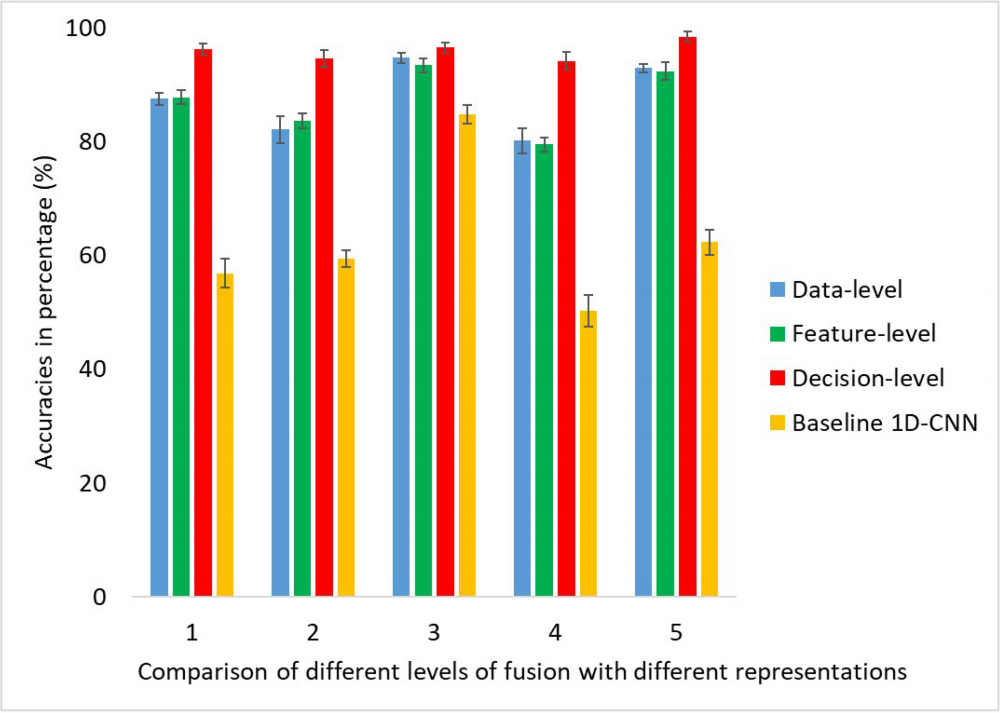 100
80
60
40
20
0
Accuracies in percentage (%)
1 2 3 4 5
Comparison of different levels of fusion with different representations
Data-level
Feature-level
Decision-level
Baseline 1D-CNN